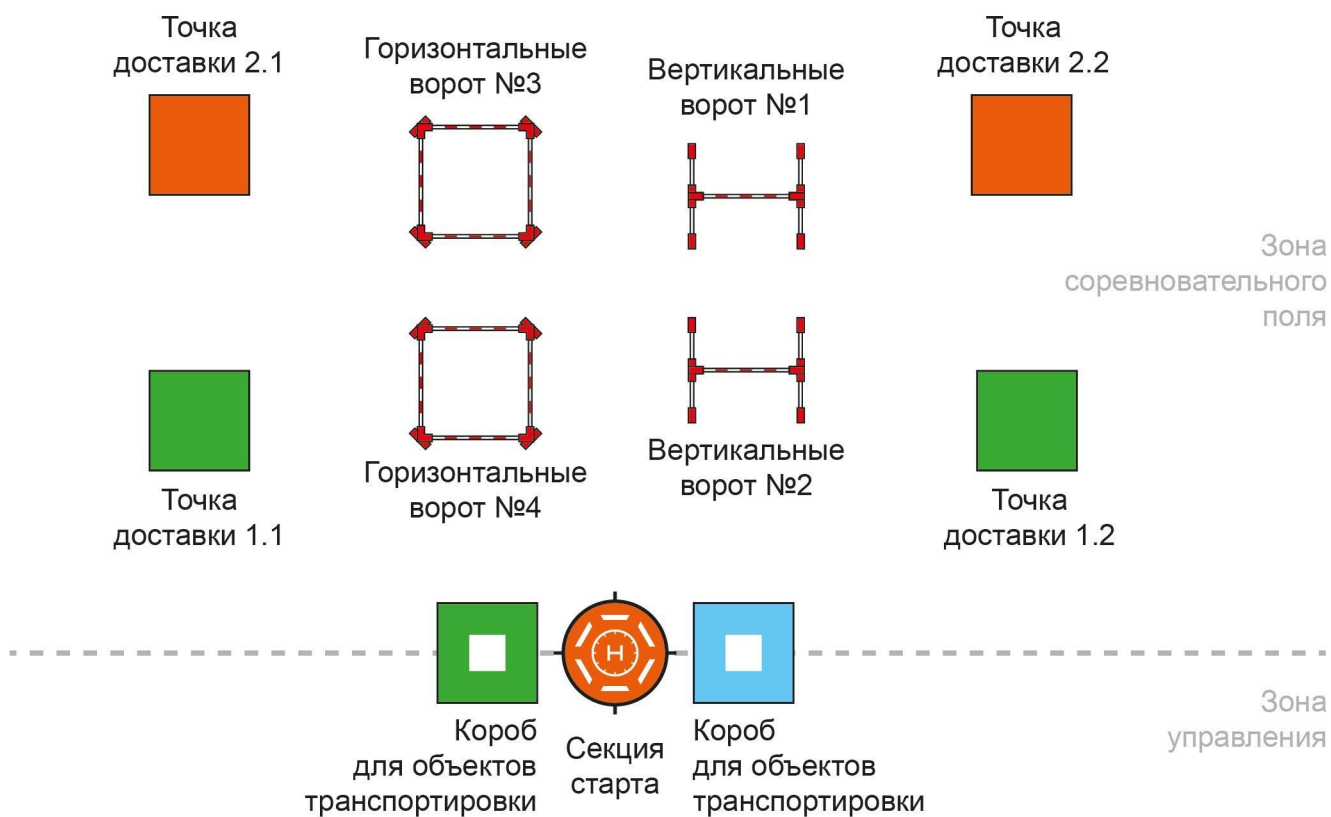 Точка
доставки 2.1
Горизонтальные
ворот №3
Вертикальные
ворот №1
Точка
доставки 2.2
Зона
соревновательного
поля
Точка
доставки 1.1
Горизонтальные
ворот №4
Вертикальные
ворот №2
Точка
доставки 1.2
H
Короб
для объектов
транспортировки
Секция
старта
Короб
для объектов
транспортировки
Зона
управления